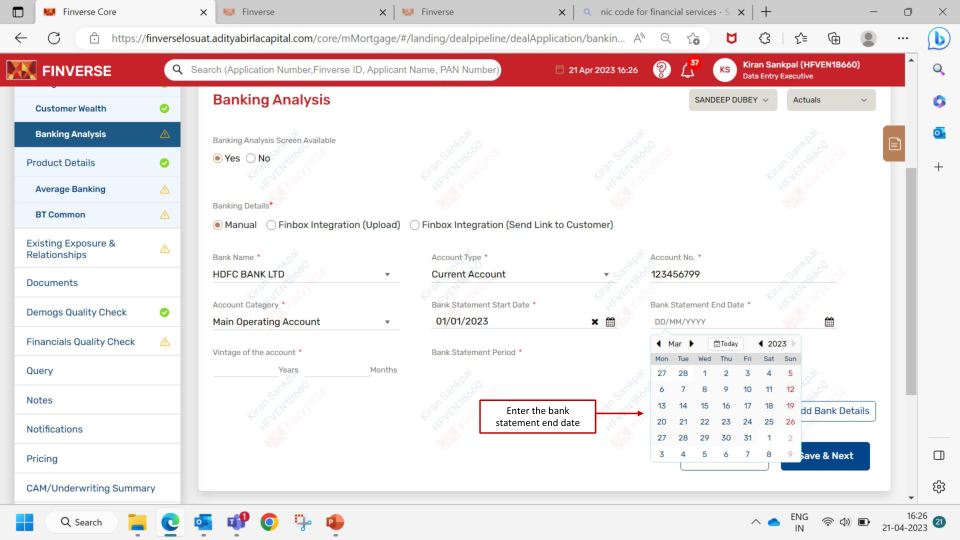 Finverse Core
Finverse
Finverse
nic code for financial services - S
https://finverselosuat.adityabirlacapital.com/core/mMortgage/#/landing/dealpipeline/dealApplication/bankin...
FINVERSE
Search (Application Number,Finverse ID, Applicant Name, PAN Number)
21 Apr 2023 16:26
37
KS
Kiran Sankpal (HFVEN18660)
Data Entry Executive
Customer Wealth
Banking Analysis
Product Details
Average Banking
BT Common
Existing Exposure &
Relationships
Documents
Demogs Quality Check
Financials Quality Check
Query
Notes
Notifications
Pricing
CAM/Underwriting Summary
Banking Analysis
SANDEEP DUBEY
Actuals
Banking Analysis Screen Available
Yes No
Banking Details*
Manual Finbox Integration (Upload) Finbox Integration (Send Link to Customer)
Bank Name * Account Type * Account No. *
HDFC BANK LTD Current Account 123456799
Account Category * Bank Statement Start Date * Bank Statement End Date *
Main Operating Account 01/01/2023 DD/MM/YYYY
Vintage of the account * Bank Statement Period *
Years Months
Mar Today 2023
Mon Tue Wed Thu Fri Sat Sun
27 28 1 2 3 4 5
6 7 8 9 10 11 12
13 14 15 16 17 18 19
20 21 22 23 24 25 26
27 28 29 30 31 1 2
3 4 5 6 7 8 9
Enter the bank
statement end date
dd Bank Details
Save & Next
Kiran Sankpal
HFVEN18660
FINVERSE
Search
1
ENG
IN
16:26
21-04-2023
21